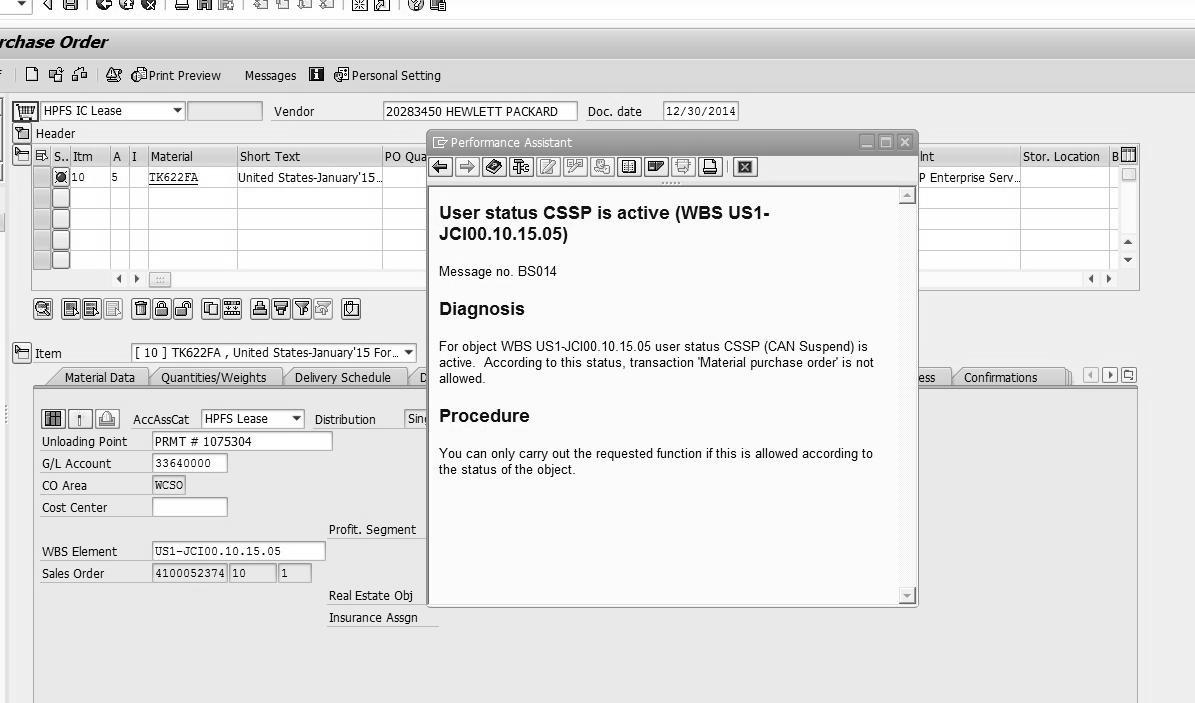 rchase Order
Print Preview Messages Personal Setting
HPFS IC Lease Vendor 20283450 HEWLETT PACKARD Doc. date 12/30/2014
Header
S.. Itm A I Material Short Text PO Qua Int Stor. Location B
10 5 TK622FA United States-January'15... P Enterprise Serv...
Performance Assistant
User status CSSP is active (WBS US1-
JCI00.10.15.05)
Message no. BS014
Diagnosis
For object WBS US1-JCI00.10.15.05 user status CSSP (CAN Suspend) is
active. According to this status, transaction 'Material purchase order' is not
allowed.
Procedure
You can only carry out the requested function if this is allowed according to
the status of the object.
Item [ 10 ] TK622FA , United States-January'15 For...
Material Data Quantities/Weights Delivery Schedule D ess Confirmations
AccAssCat HPFS Lease Distribution Sing
Unloading Point PRMT # 1075304
G/L Account 33640000
CO Area WCSO
Cost Center
Profit. Segment
WBS Element US1-JCI00.10.15.05
Sales Order 4100052374 10 1
Real Estate Obj
Insurance Assgn